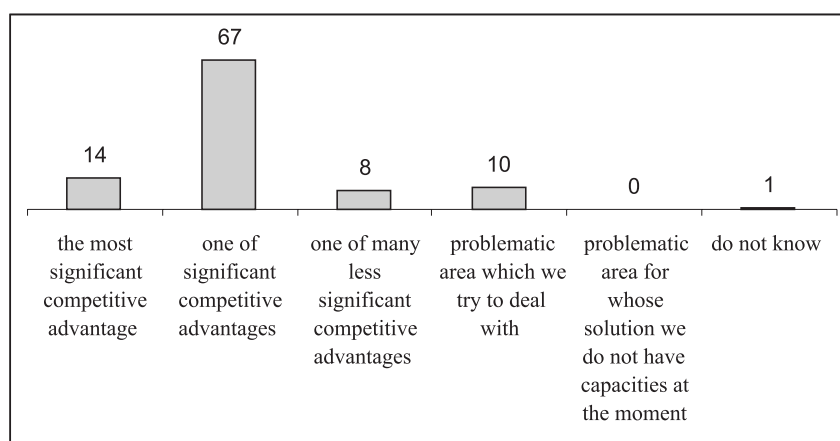 67
14
8
10
0
1
the most
significant
competitive
advantage
one of
significant
competitive
advantages
one of many
less
significant
competitive
advantages
problematic
area which we
try to deal
with
problematic
area for
whose
solution we
do not have
capacities at
the moment
do not know